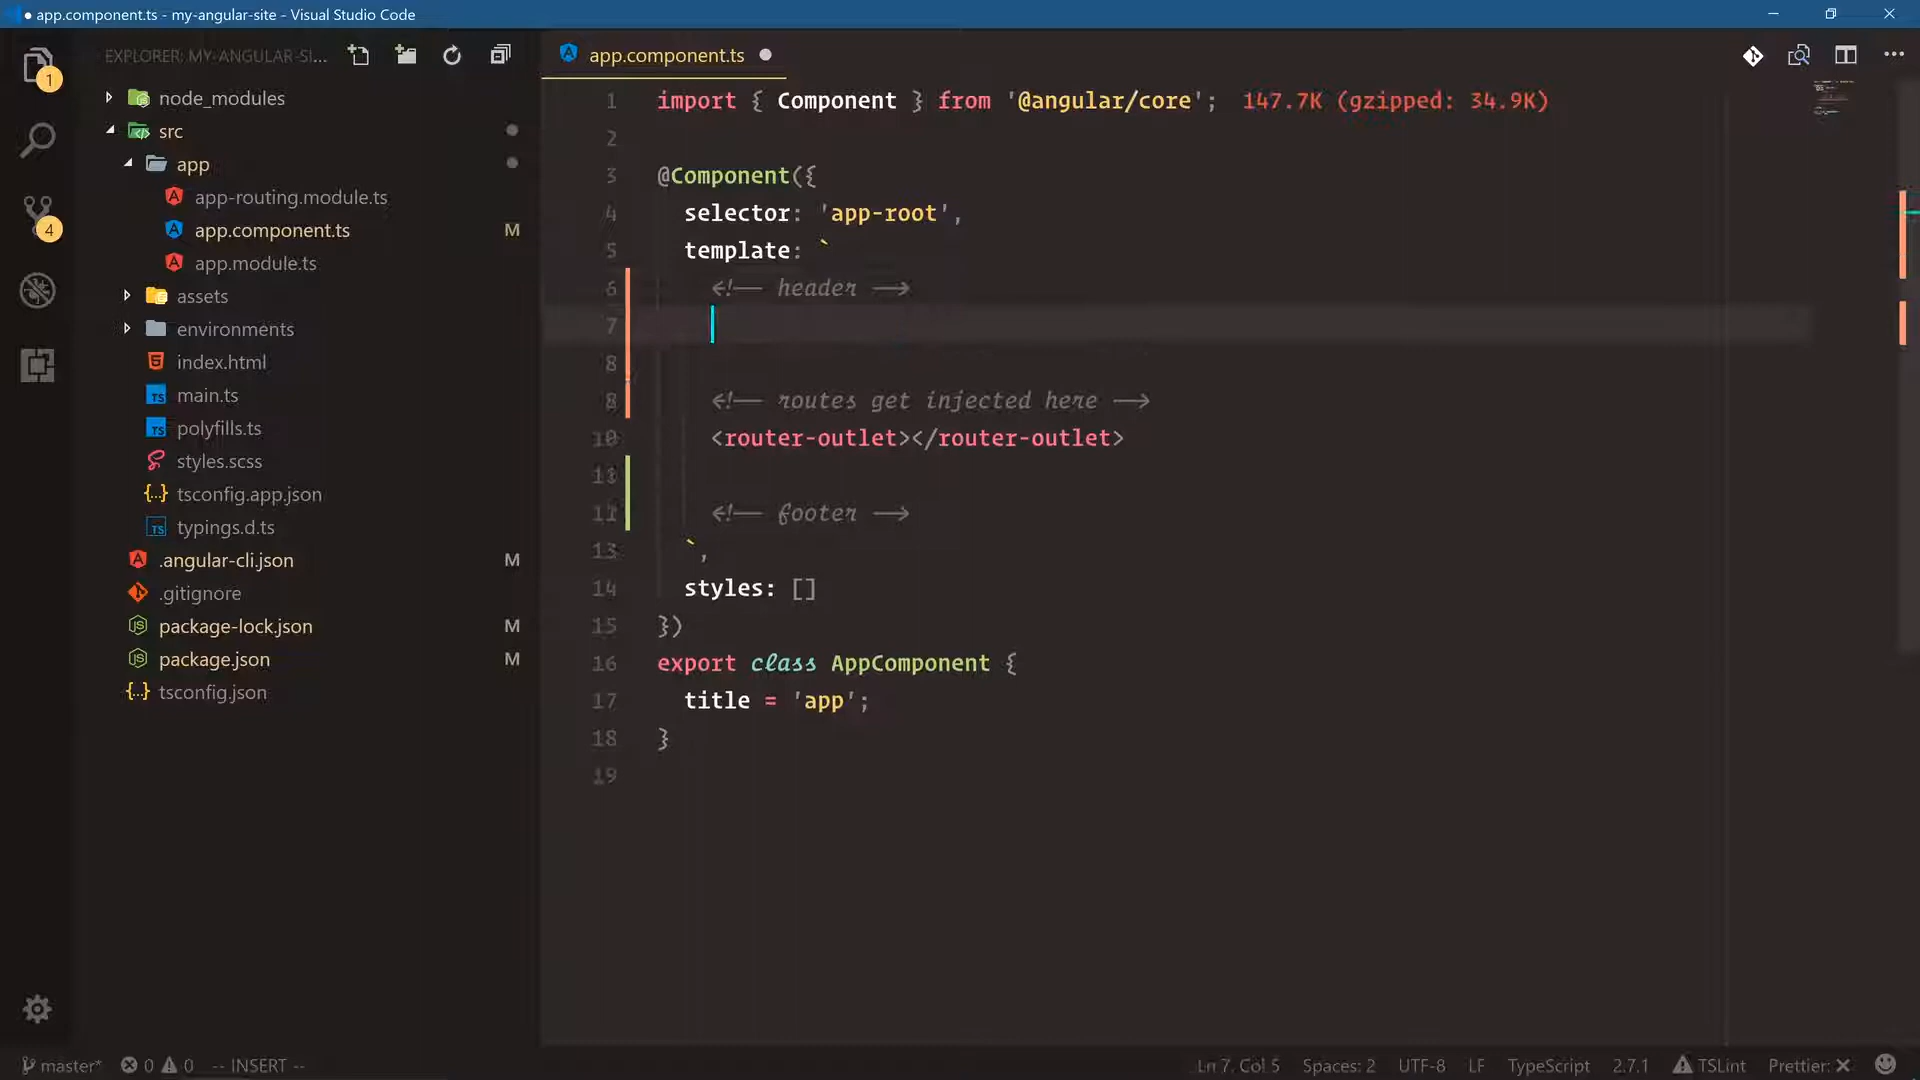 ● app.component.ts - my-angular-site - Visual Studio Code
EXPLORER: MY-ANGULAR-SI...
1
4
node_modules
src
app
app-routing.module.ts
app.component.ts M
app.module.ts
assets
environments
index.html
main.ts
polyfills.ts
styles.scss
tsconfig.app.json
typings.d.ts
.angular-cli.json M
.gitignore
package-lock.json M
package.json M
tsconfig.json
app.component.ts ●
1 import { Component } from '@angular/core'; 147.7K (gzipped: 34.9K)
2
3 @Component({
4 selector: 'app-root',
5 template: `
6 <!-- header -->
7
8
<!-- routes get injected here -->
10 <router-outlet></router-outlet>
<!-- footer -->
13 `,
14 styles: []
15 })
16 export class AppComponent {
17 title = 'app';
18 }
19
master* 0 0 -- INSERT -- Ln 7, Col 5 Spaces: 2 UTF-8 LF TypeScript 2.7.1 TSLint Prettier: ✕